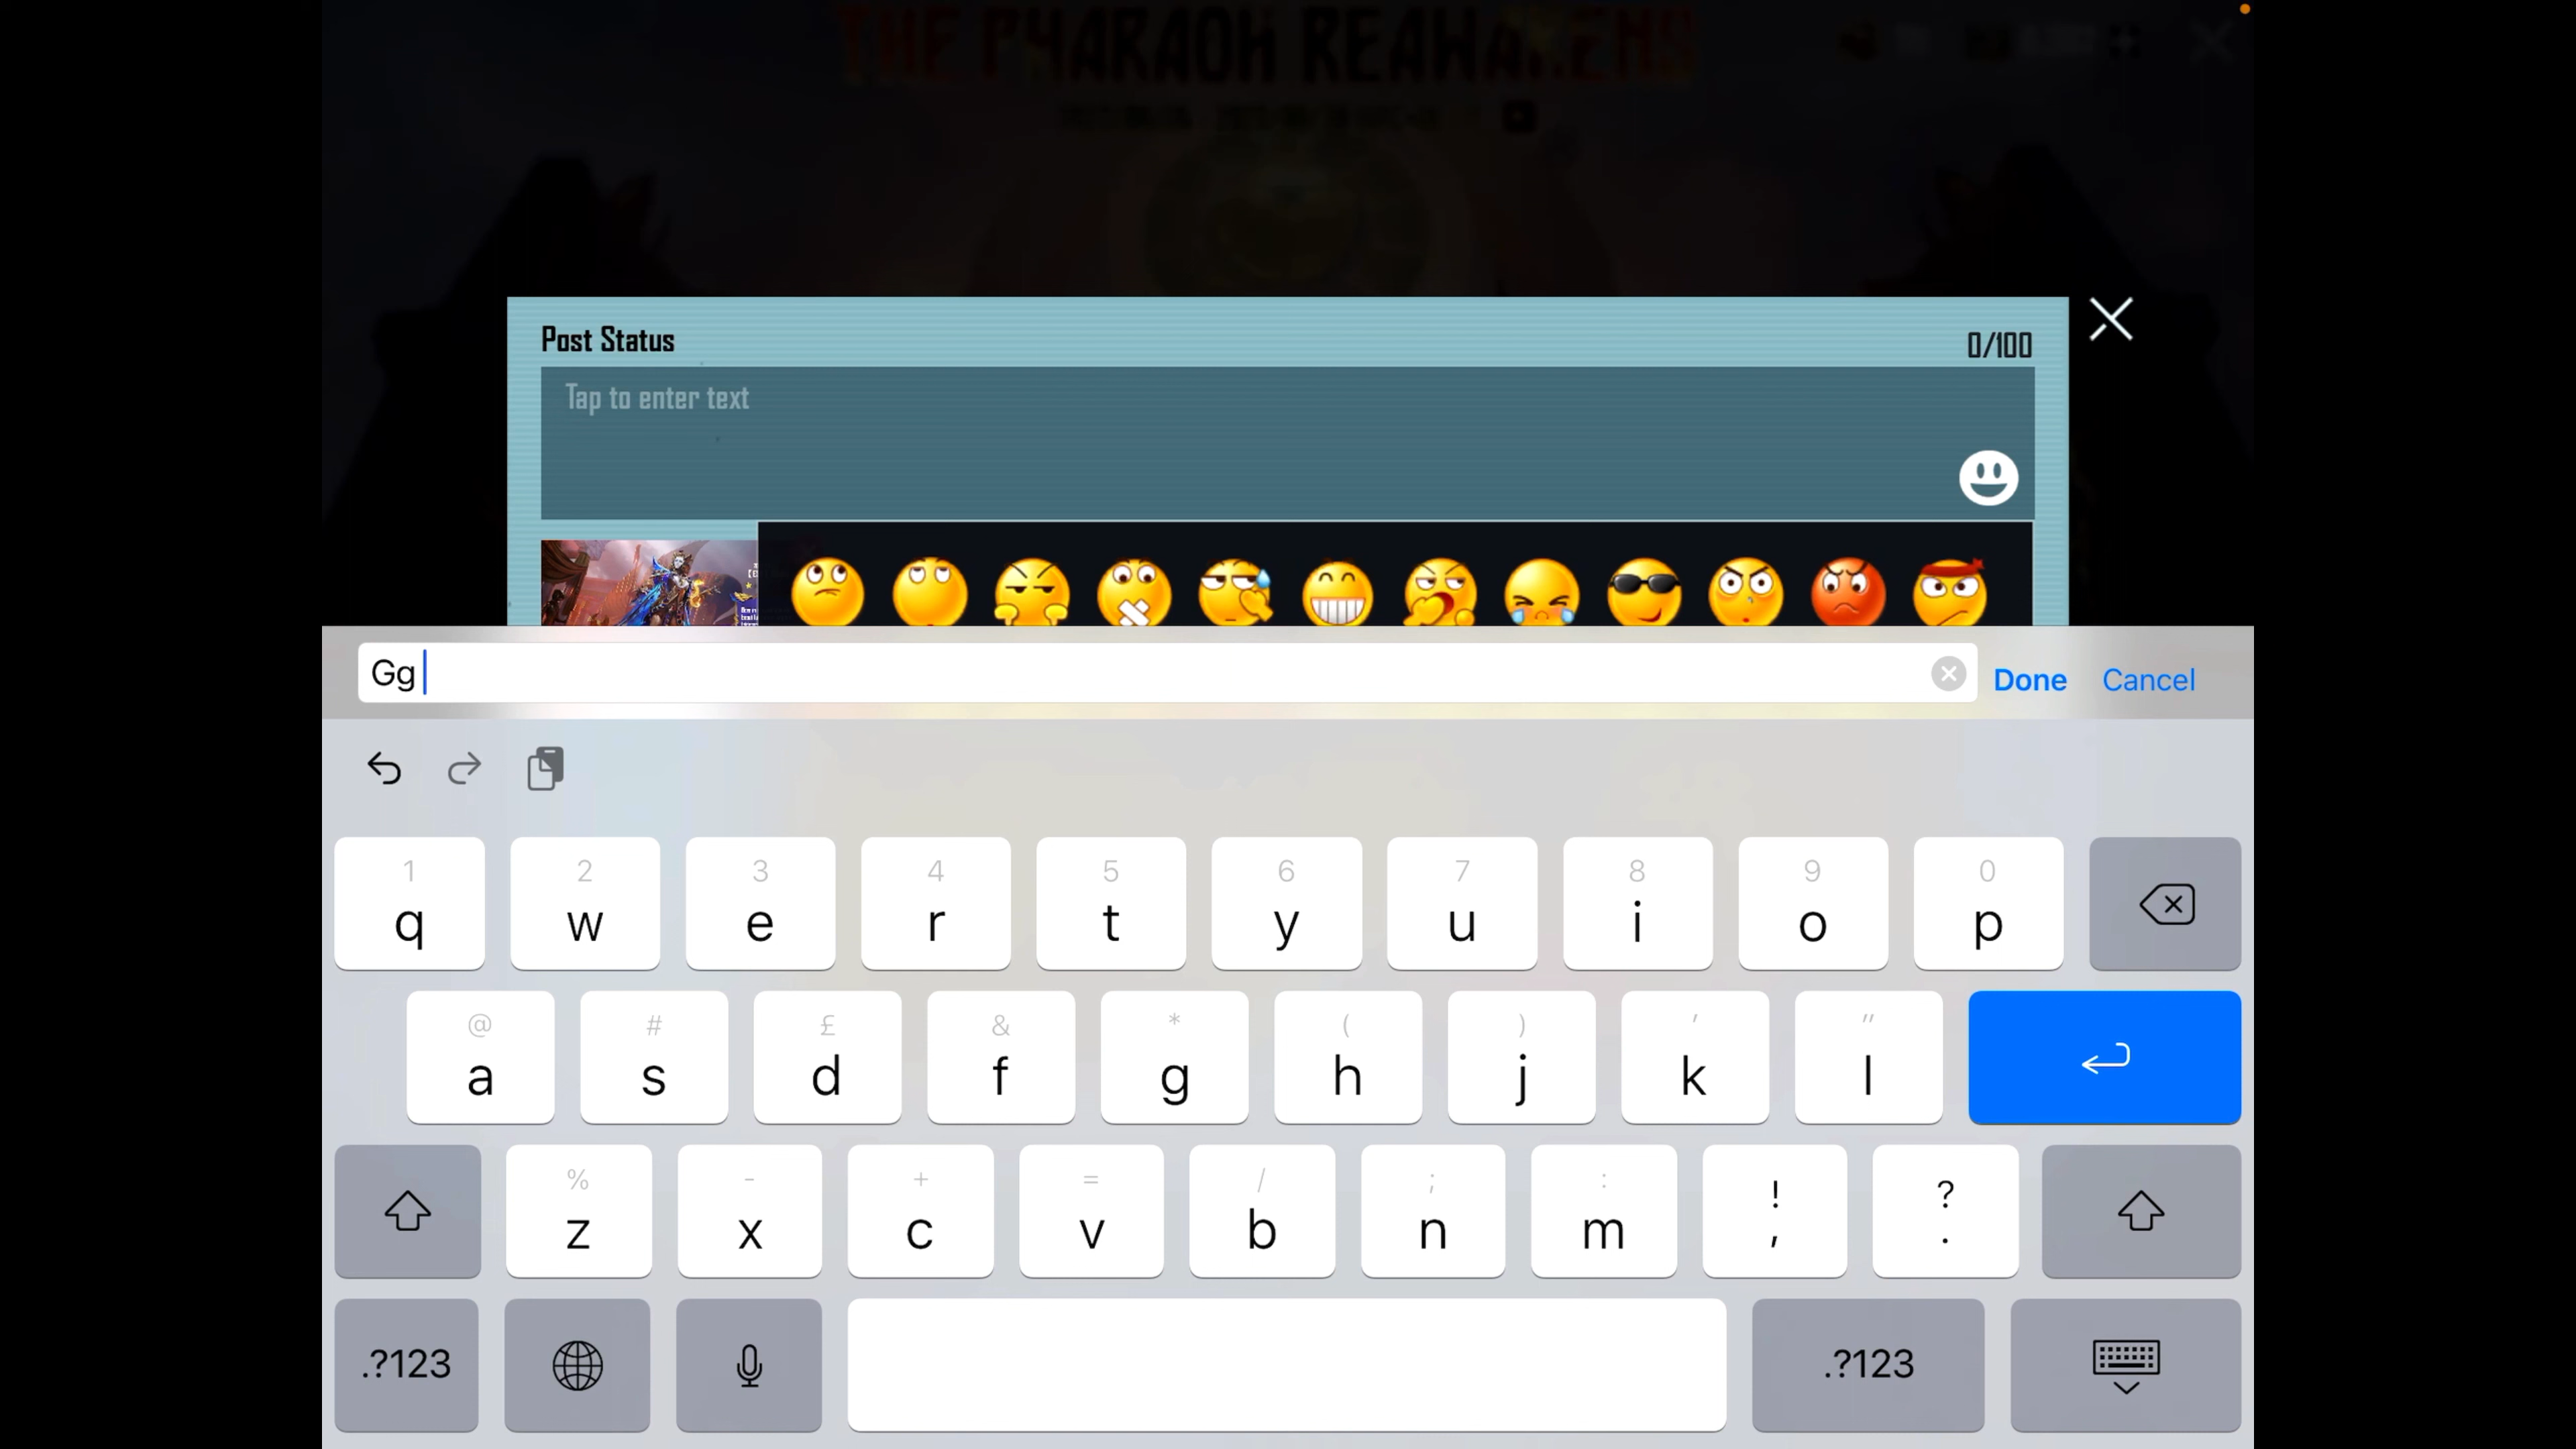 THE PHARAOH REAWAKENS
Post Status
0/100
Tap to enter text
Gg
Done
Cancel
1 2 3 4 5 6 7 8 9 0
q w e r t y u i o p
@ # £ & * ( ) ' "
a s d f g h j k l
% - + = / ; : ! ?
z x c v b n m , .
.?123
.?123